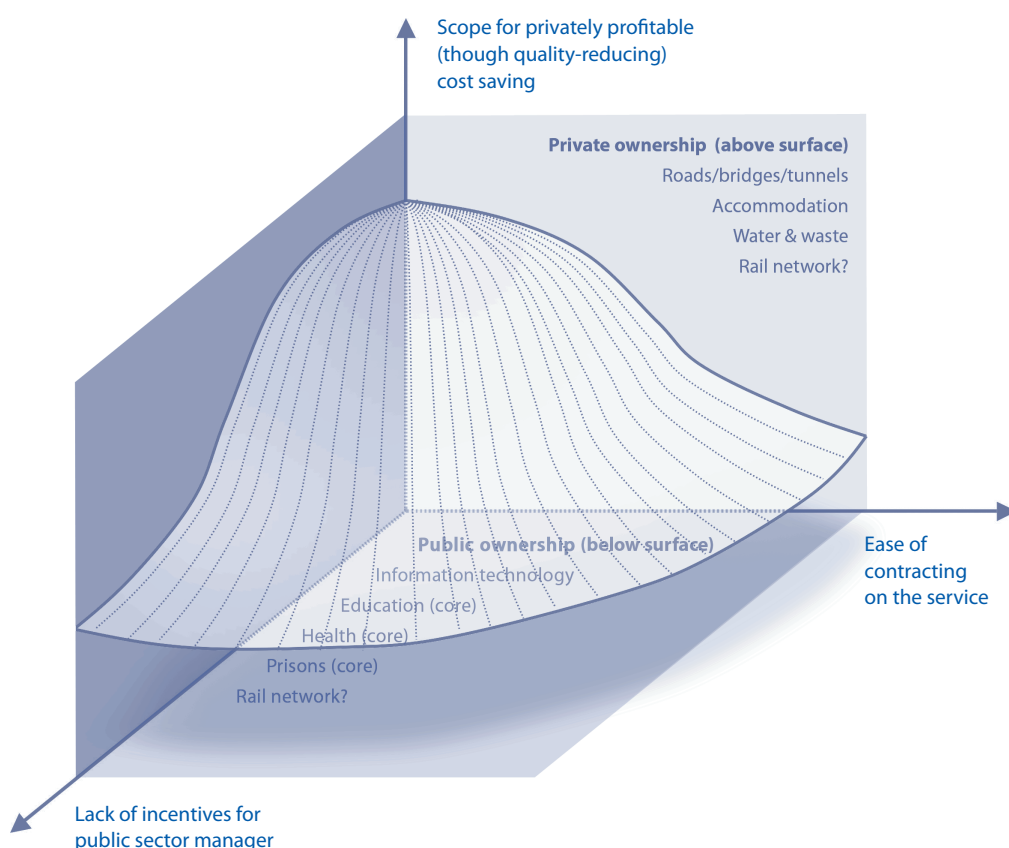 Scope for privately profitable
(though quality-reducing)
cost saving
Private ownership (above surface)
Roads/bridges/tunnels
Accommodation
Water & waste
Rail network?
Public ownership (below surface)
Information technology
Education (core)
Health (core)
Prisons (core)
Rail network?
Ease of
contracting
on the service
Lack of incentives for
public sector manager